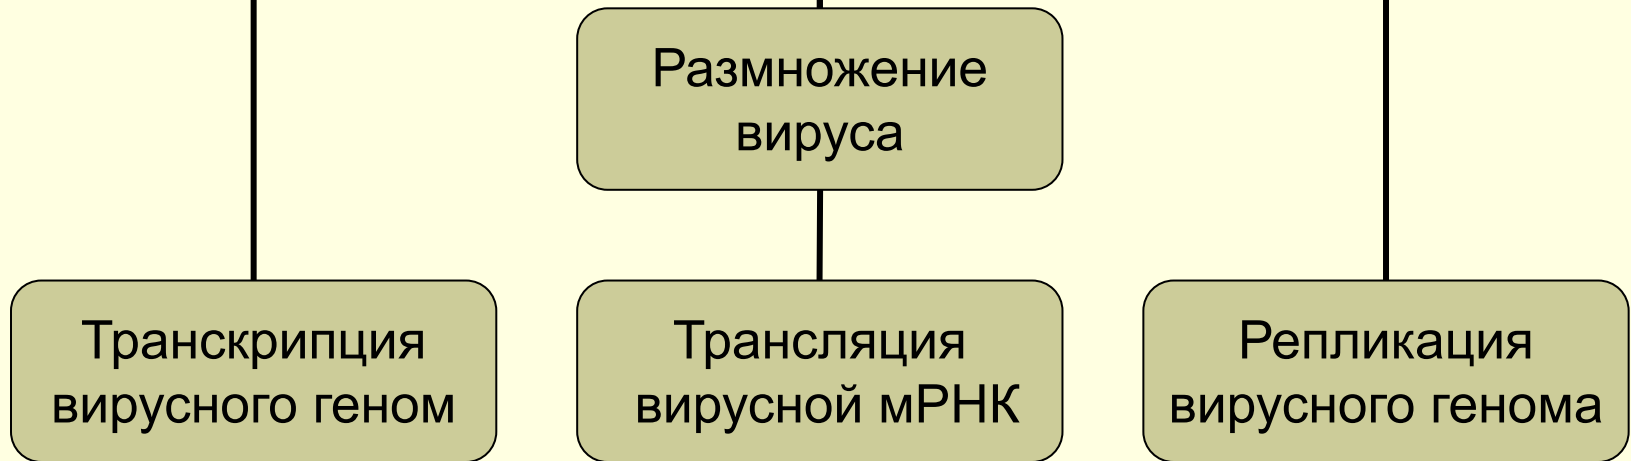 Размножение
вируса
Транскрипция
вирусного геном
Трансляция
вирусной мРНК
Репликация
вирусного генома